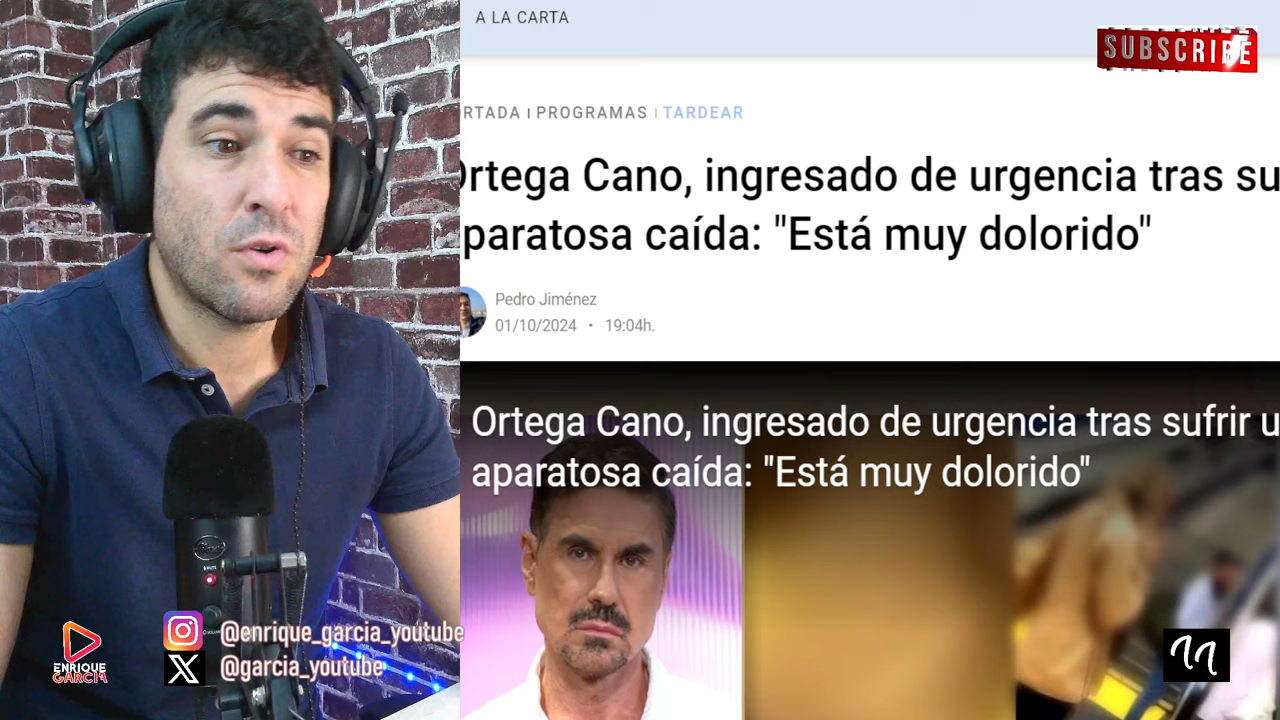 A LA CARTA
SUBSCRIBE
RTADA | PROGRAMAS | TARDEAR
Ortega Cano, ingresado de urgencia tras su
paratosa caída: "Está muy dolorido"
Pedro Jiménez
01/10/2024 • 19:04h.
Ortega Cano, ingresado de urgencia tras sufrir u
aparatosa caída: "Está muy dolorido"
@enrique_garcia_youtube
@garcia_youtube
ENRIQUE
GARCIA